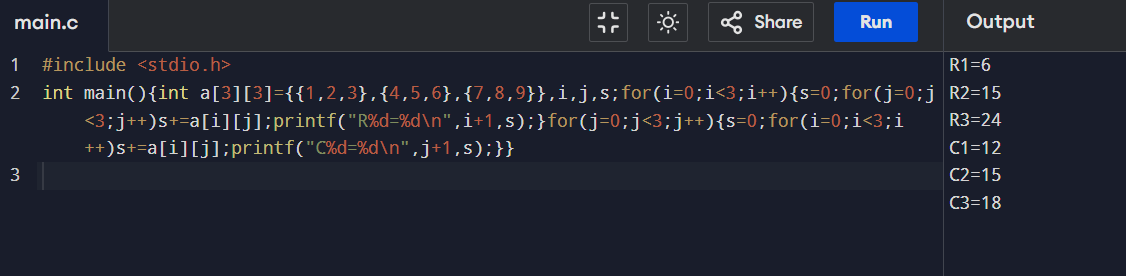 main.c
Share
Run
Output
1 #include <stdio.h>
2 int main(){int a[3][3]={{1,2,3},{4,5,6},{7,8,9}},i,j,s;for(i=0;i<3;i++){s=0;for(j=0;j
<3;j++)s+=a[i][j];printf("R%d=%d\n",i+1,s);}for(j=0;j<3;j++){s=0;for(i=0;i<3;i
++)s+=a[i][j];printf("C%d=%d\n",j+1,s);}}
3
R1=6
R2=15
R3=24
C1=12
C2=15
C3=18